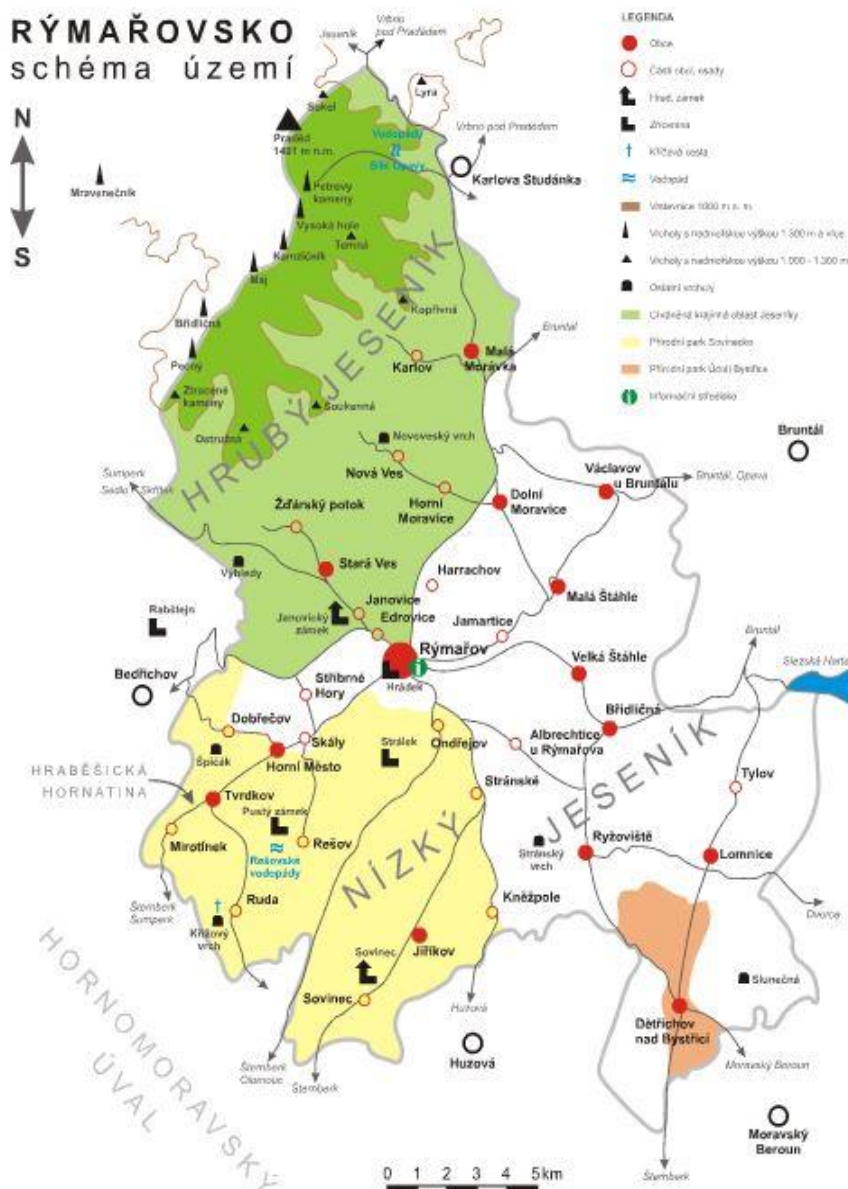 RÝMAŘOVSKO
schéma území
N
S
LEGENDA
Obce
Části obcí, osady
Hrad, zámek
Zřícenina
Křížová cesta
Vodopád
Vrstevnice 1000 m n. m.
Vrcholy s nadmořskou výškou 1 300 m a více
Vrcholy s nadmořskou výškou 1 000 - 1 300 m
Ostatní vrcholy
Chráněná krajinná oblast Jeseníky
Přírodní park Sovinecko
Přírodní park Údolí Bystřice
Informační středisko
Vrbno
pod Pradědem
Jeseník
Lyra
Sokol
Praděd
1491 m n.m.
Vodopády
Bílé Opavy
Vrbno pod Pradědem
Karlova Studánka
Mravenečník
Petrovy
kameny
Vysoká hole
Temná
Kamzičník
Maj
Kopřivná
Břidličná
Bruntál
Malá
Morávka
Karlov
Pecný
Ztracené
kameny
Soukenná
Ostružná
HRUBÝ JESENÍK
Bruntál
Novoveský vrch
Nová Ves
Václavov
u Bruntálu
Bruntál, Opava
Šumperk
Sedlo Skřítek
Horní
Moravice
Dolní
Moravice
Žďárský potok
Stará Ves
Výhledy
Harrachov
Malá Štáhle
Janovice
Rabštejn
Janovický
zámek
Edrovice
Jamartice
Rýmařov
Bruntál
Velká Štáhle
Slezská Harta
Bedřichov
Stříbrné
Hory
Hrádek
Břidličná
Dobřečov
Skály
Strálek
Ondřejov
Albrechtice
u Rýmařova
Špičák
Horní Město
HRABĚŠICKÁ
HORNATINA
Stránské
JESENÍK
Tylov
Tvrdkov
Pustý zámek
Mirotínek
Rešov
Rešovské
vodopády
NÍZKÝ
Stránský
vrch
Ryžoviště
Lomnice
Šternberk
Šumperk
Ruda
Kněžpole
Dvorce
Křížový
vrch
Jiříkov
Sovinec
Slunečná
Sovinec
Huzová
Dětřichov
nad Bystřicí
HORNOMORAVSKÝ
ÚVAL
Huzová
Šternberk
Olomouc
Šternberk
Moravský Beroun
Moravský
Beroun
Šternberk
0 1 2 3 4 5 km